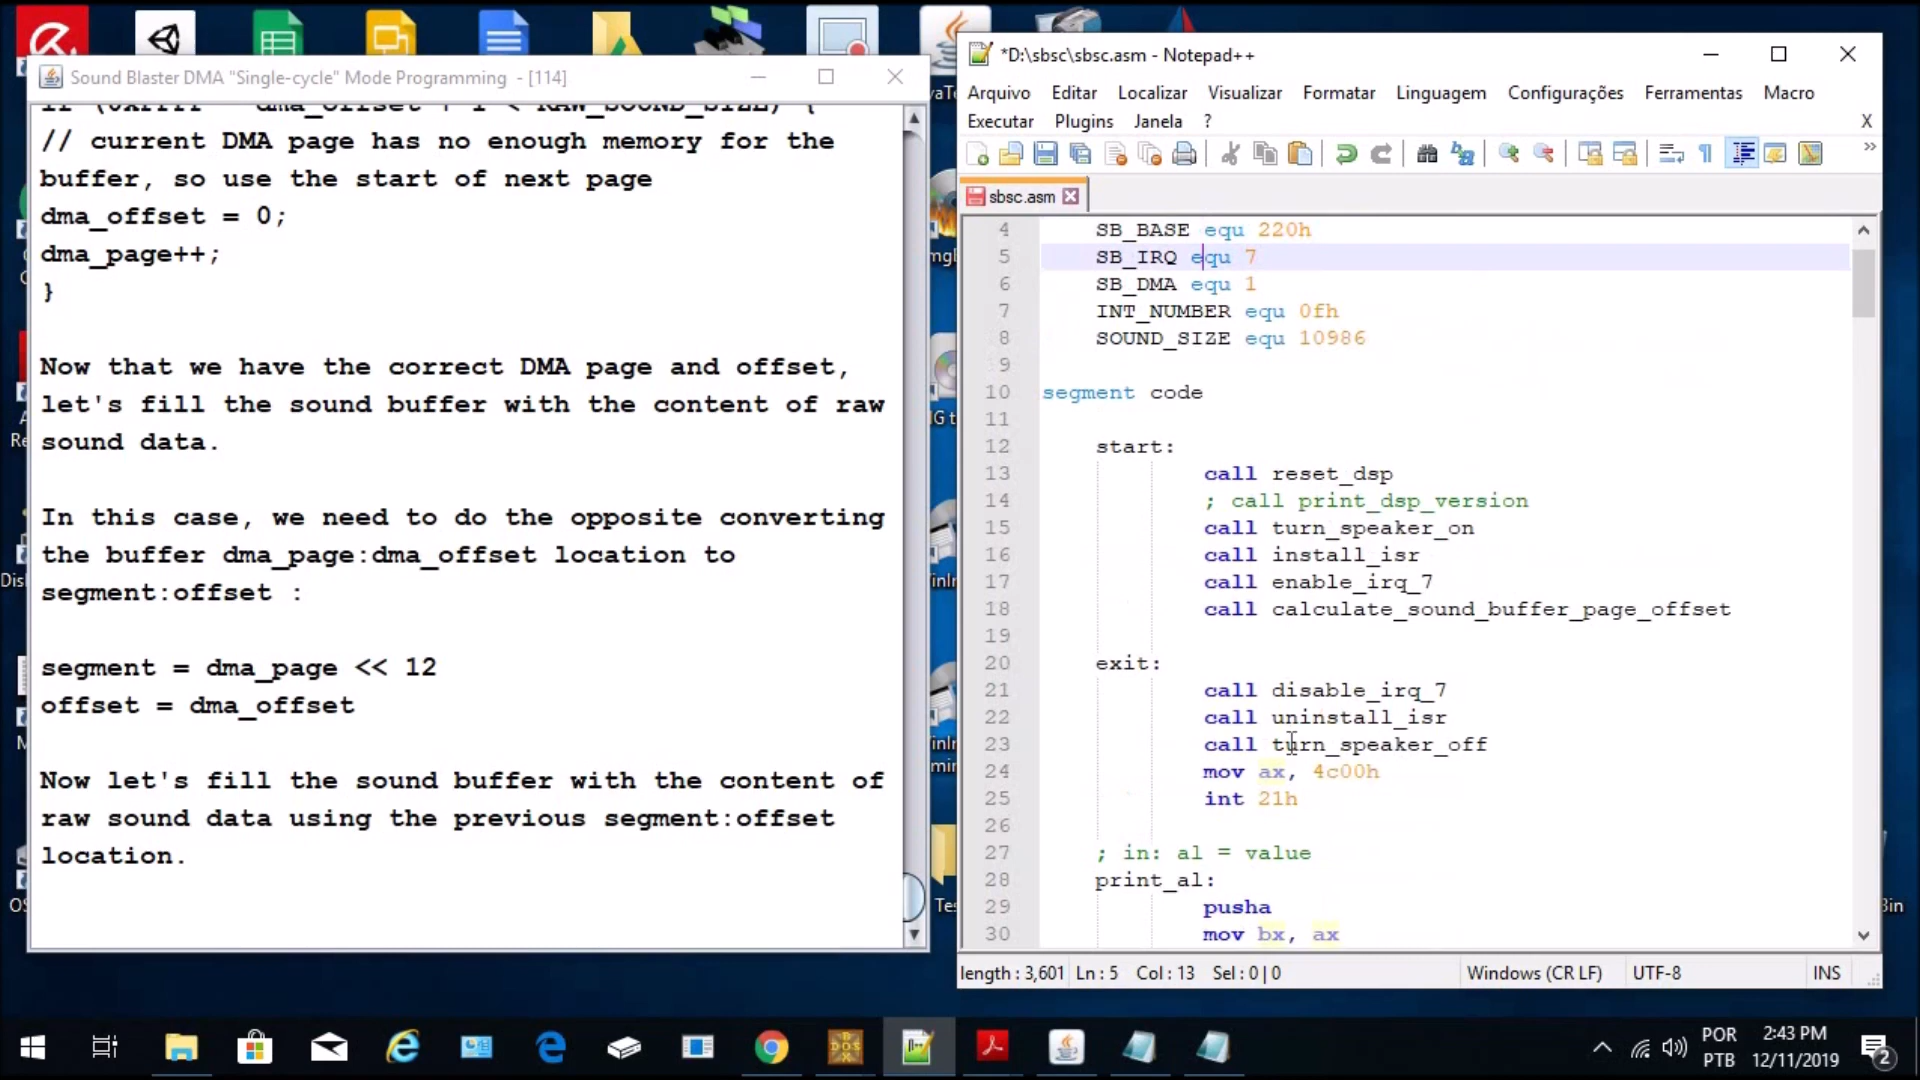 Sound Blaster DMA "Single-cycle" Mode Programming - [114]
// current DMA page has no enough memory for the
buffer, so use the start of next page
dma_offset = 0;
dma_page++;
}
Now that we have the correct DMA page and offset,
let's fill the sound buffer with the content of raw
sound data.
In this case, we need to do the opposite converting
the buffer dma_page:dma_offset location to
segment:offset :
segment = dma_page << 12
offset = dma_offset
Now let's fill the sound buffer with the content of
raw sound data using the previous segment:offset
location.
*D:\sbsc\sbsc.asm - Notepad++
Arquivo Editar Localizar Visualizar Formatar Linguagem Configurações Ferramentas Macro
Executar Plugins Janela ? X
sbsc.asm
4 SB_BASE equ 220h
5 SB_IRQ equ 7
6 SB_DMA equ 1
7 INT_NUMBER equ 0fh
8 SOUND_SIZE equ 10986
9
10 segment code
11
12 start:
13 call reset_dsp
14 ; call print_dsp_version
15 call turn_speaker_on
16 call install_isr
17 call enable_irq_7
18 call calculate_sound_buffer_page_offset
19
20 exit:
21 call disable_irq_7
22 call uninstall_isr
23 call turn_speaker_off
24 mov ax, 4c00h
25 int 21h
26
27 ; in: al = value
28 print_al:
29 pusha
30 mov bx, ax
length : 3,601 Ln : 5 Col : 13 Sel : 0 | 0 Windows (CR LF) UTF-8 INS
POR
PTB
2:43 PM
12/11/2019
2